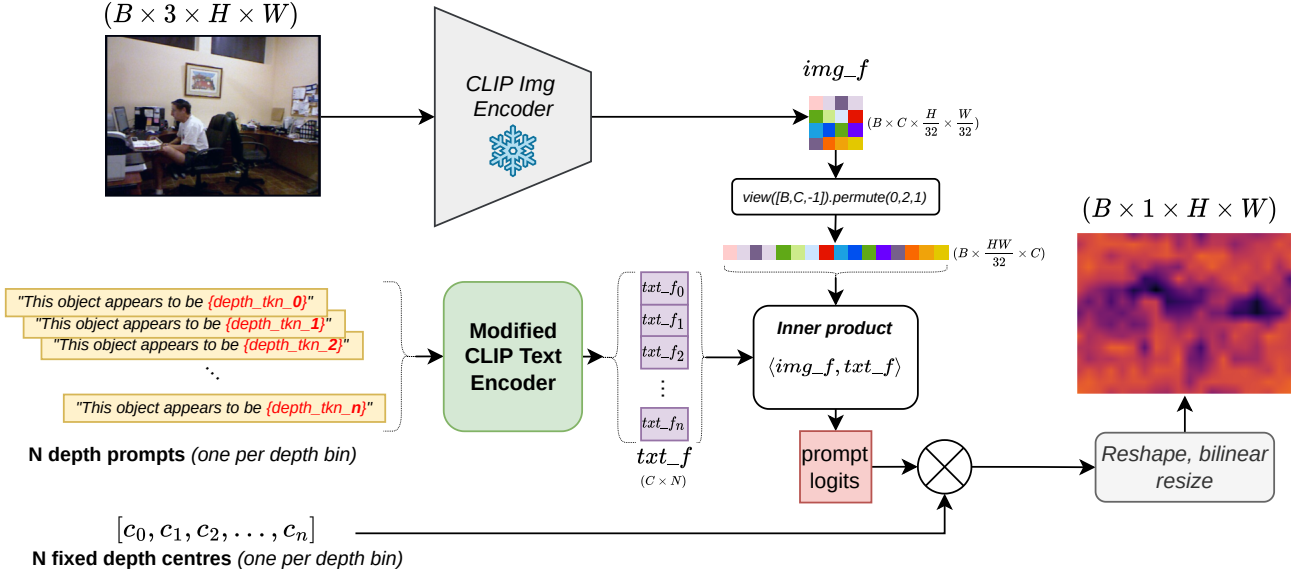 (B × 3 × H × W)
CLIP Img
Encoder
img_f
(B × C × H/32 × W/32)
view([B,C,-1]).permute(0,2,1)
(B × HW/32 × C)
(B × 1 × H × W)
"This object appears to be {depth_tkn_0}"
"This object appears to be {depth_tkn_1}"
"This object appears to be {depth_tkn_2}"
...
"This object appears to be {depth_tkn_n}"
N depth prompts (one per depth bin)
Modified
CLIP Text
Encoder
txt_f₀
txt_f₁
txt_f₂
⋮
txt_fₙ
txt_f
(C × N)
Inner product
⟨img_f, txt_f⟩
prompt
logits
Reshape, bilinear
resize
[c₀, c₁, c₂, . . . , cₙ]
N fixed depth centres (one per depth bin)